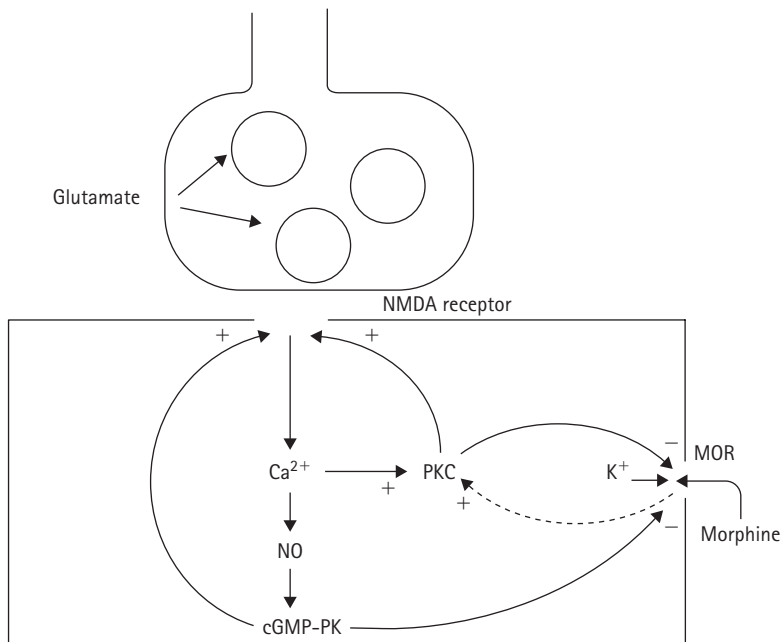 Glutamate
NMDA receptor
+
+
−
MOR
Ca²⁺
+
PKC
+
K⁺
−
Morphine
NO
cGMP-PK